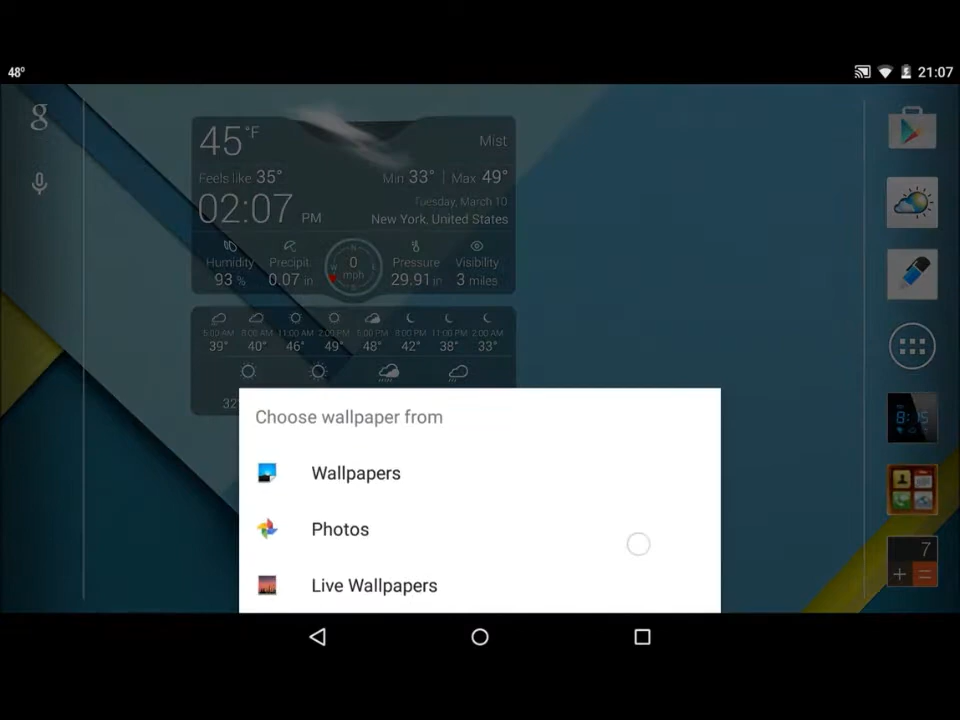 48°
21:07
g
45°F
Mist
Feels like 35°
Min 33° | Max 49°
02:07 PM
Tuesday, March 10
New York, United States
N
W
0
mph
Humidity
Precipit.
Pressure
Visibility
93 %
0.07 in
29.91 in
3 miles
5:00 AM 8:00 AM 11:00 AM 2:00 PM 5:00 PM 8:00 PM 11:00 PM 2:00 AM
39° 40° 46° 49° 48° 42° 38° 33°
32
8:15
7
+ =
Choose wallpaper from
Wallpapers
Photos
Live Wallpapers